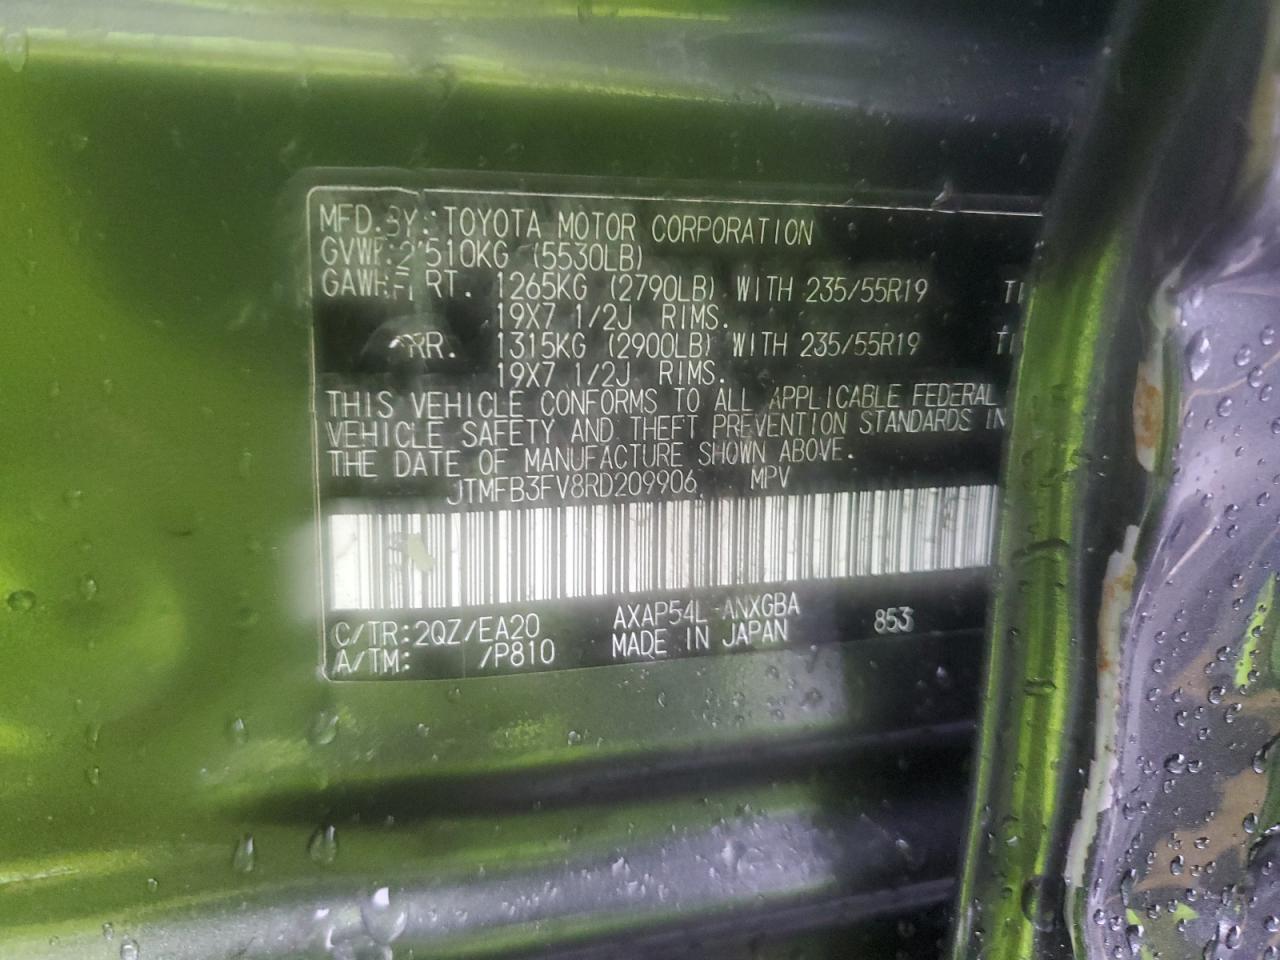 MFD. BY: TOYOTA MOTOR CORPORATION
GVWR 2510KG (5530LB)
GAWR FRT. 1265KG (2790LB) WITH 235/55R19 TI
19X7 1/2J RIMS.
RR. 1315KG (2900LB) WITH 235/55R19 TI
19X7 1/2J RIMS.
THIS VEHICLE CONFORMS TO ALL APPLICABLE FEDERAL
VEHICLE SAFETY AND THEFT PREVENTION STANDARDS IN
THE DATE OF MANUFACTURE SHOWN ABOVE.
JTMFB3FV8RD209906 MPV
C/TR: 2QZ/EA20 AXAP54L-ANXGBA 853
A/TM: /P810 MADE IN JAPAN